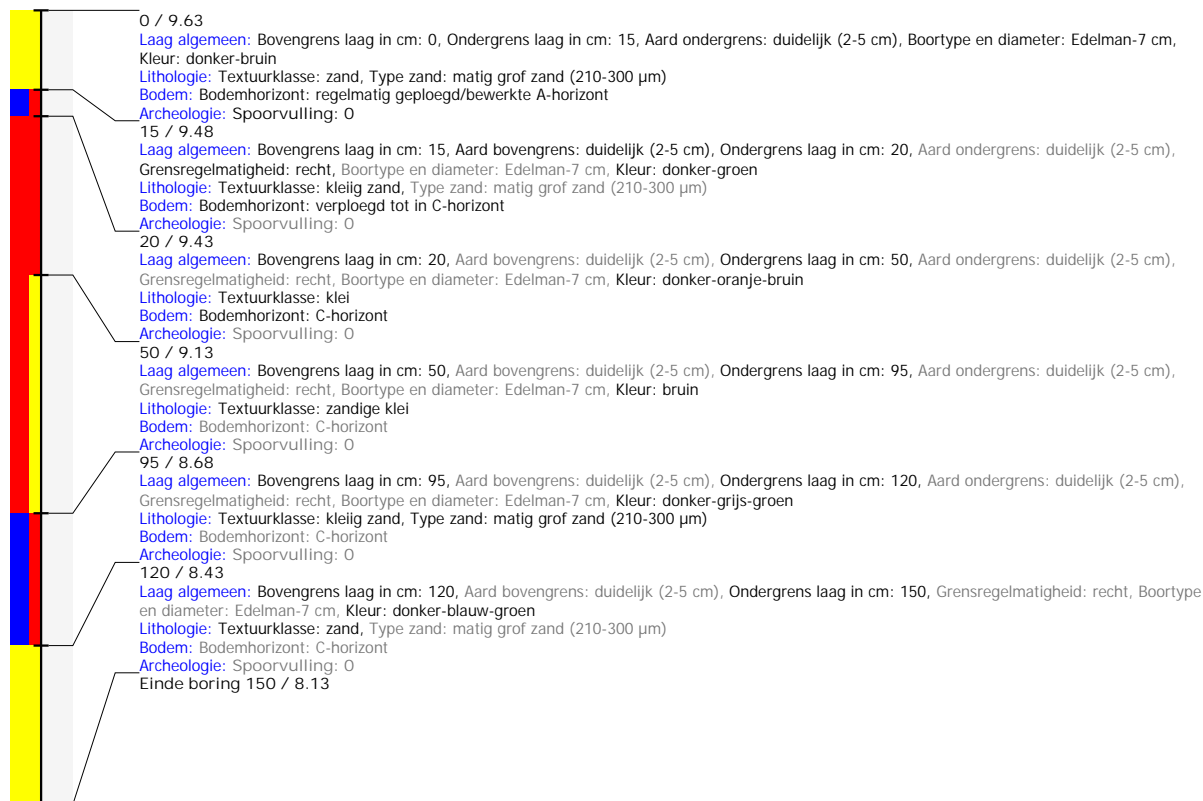 0 / 9.63
Laag algemeen: Bovengrens laag in cm: 0, Ondergrens laag in cm: 15, Aard ondergrens: duidelijk (2-5 cm), Boortype en diameter: Edelman-7 cm,
Kleur: donker-bruin
Lithologie: Textuurklasse: zand, Type zand: matig grof zand (210-300 µm)
Bodem: Bodemhorizont: regelmatig geploegd/bewerkte A-horizont
Archeologie: Spoorvulling: 0
15 / 9.48
Laag algemeen: Bovengrens laag in cm: 15, Aard bovengrens: duidelijk (2-5 cm), Ondergrens laag in cm: 20, Aard ondergrens: duidelijk (2-5 cm),
Grensregelmatigheid: recht, Boortype en diameter: Edelman-7 cm, Kleur: donker-groen
Lithologie: Textuurklasse: kleiig zand, Type zand: matig grof zand (210-300 µm)
Bodem: Bodemhorizont: verploegd tot in C-horizont
Archeologie: Spoorvulling: 0
20 / 9.43
Laag algemeen: Bovengrens laag in cm: 20, Aard bovengrens: duidelijk (2-5 cm), Ondergrens laag in cm: 50, Aard ondergrens: duidelijk (2-5 cm),
Grensregelmatigheid: recht, Boortype en diameter: Edelman-7 cm, Kleur: donker-oranje-bruin
Lithologie: Textuurklasse: klei
Bodem: Bodemhorizont: C-horizont
Archeologie: Spoorvulling: 0
50 / 9.13
Laag algemeen: Bovengrens laag in cm: 50, Aard bovengrens: duidelijk (2-5 cm), Ondergrens laag in cm: 95, Aard ondergrens: duidelijk (2-5 cm),
Grensregelmatigheid: recht, Boortype en diameter: Edelman-7 cm, Kleur: bruin
Lithologie: Textuurklasse: zandige klei
Bodem: Bodemhorizont: C-horizont
Archeologie: Spoorvulling: 0
95 / 8.68
Laag algemeen: Bovengrens laag in cm: 95, Aard bovengrens: duidelijk (2-5 cm), Ondergrens laag in cm: 120, Aard ondergrens: duidelijk (2-5 cm),
Grensregelmatigheid: recht, Boortype en diameter: Edelman-7 cm, Kleur: donker-grijs-groen
Lithologie: Textuurklasse: kleiig zand, Type zand: matig grof zand (210-300 µm)
Bodem: Bodemhorizont: C-horizont
Archeologie: Spoorvulling: 0
120 / 8.43
Laag algemeen: Bovengrens laag in cm: 120, Aard bovengrens: duidelijk (2-5 cm), Ondergrens laag in cm: 150, Grensregelmatigheid: recht, Boortype
en diameter: Edelman-7 cm, Kleur: donker-blauw-groen
Lithologie: Textuurklasse: zand, Type zand: matig grof zand (210-300 µm)
Bodem: Bodemhorizont: C-horizont
Archeologie: Spoorvulling: 0
Einde boring 150 / 8.13